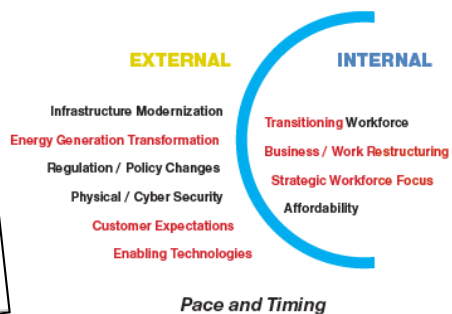 EXTERNAL
Infrastructure Modernization
Energy Generation Transformation
Regulation / Policy Changes
Physical / Cyber Security
Customer Expectations
Enabling Technologies
INTERNAL
Transitioning Workforce
Business / Work Restructuring
Strategic Workforce Focus
Affordability
Pace and Timing